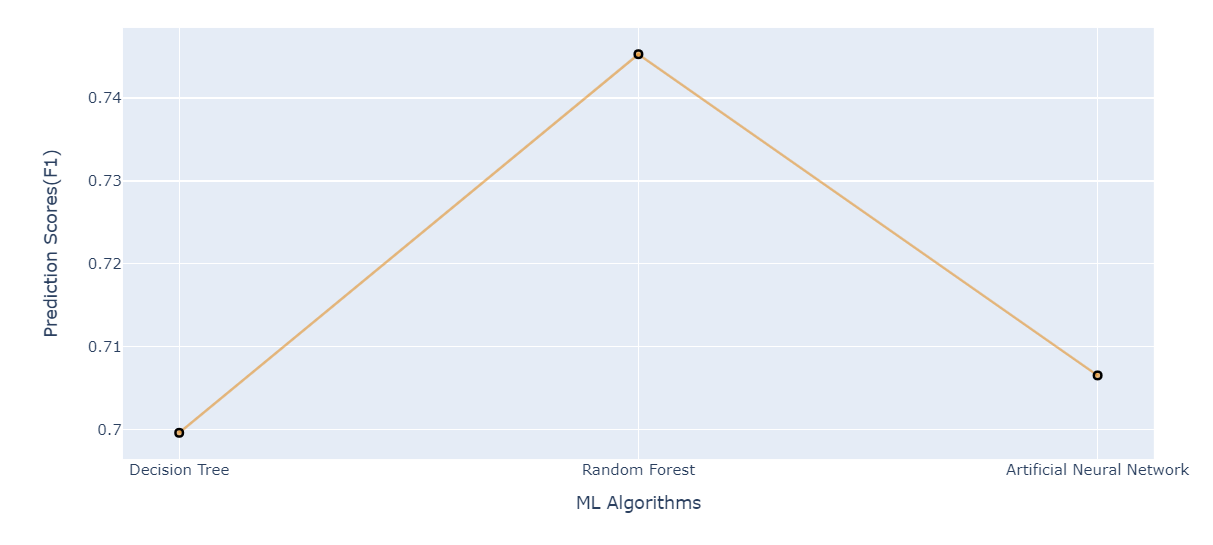 Prediction Scores(F1)
0.74
0.73
0.72
0.71
0.7
Decision Tree
Random Forest
Artificial Neural Network
ML Algorithms